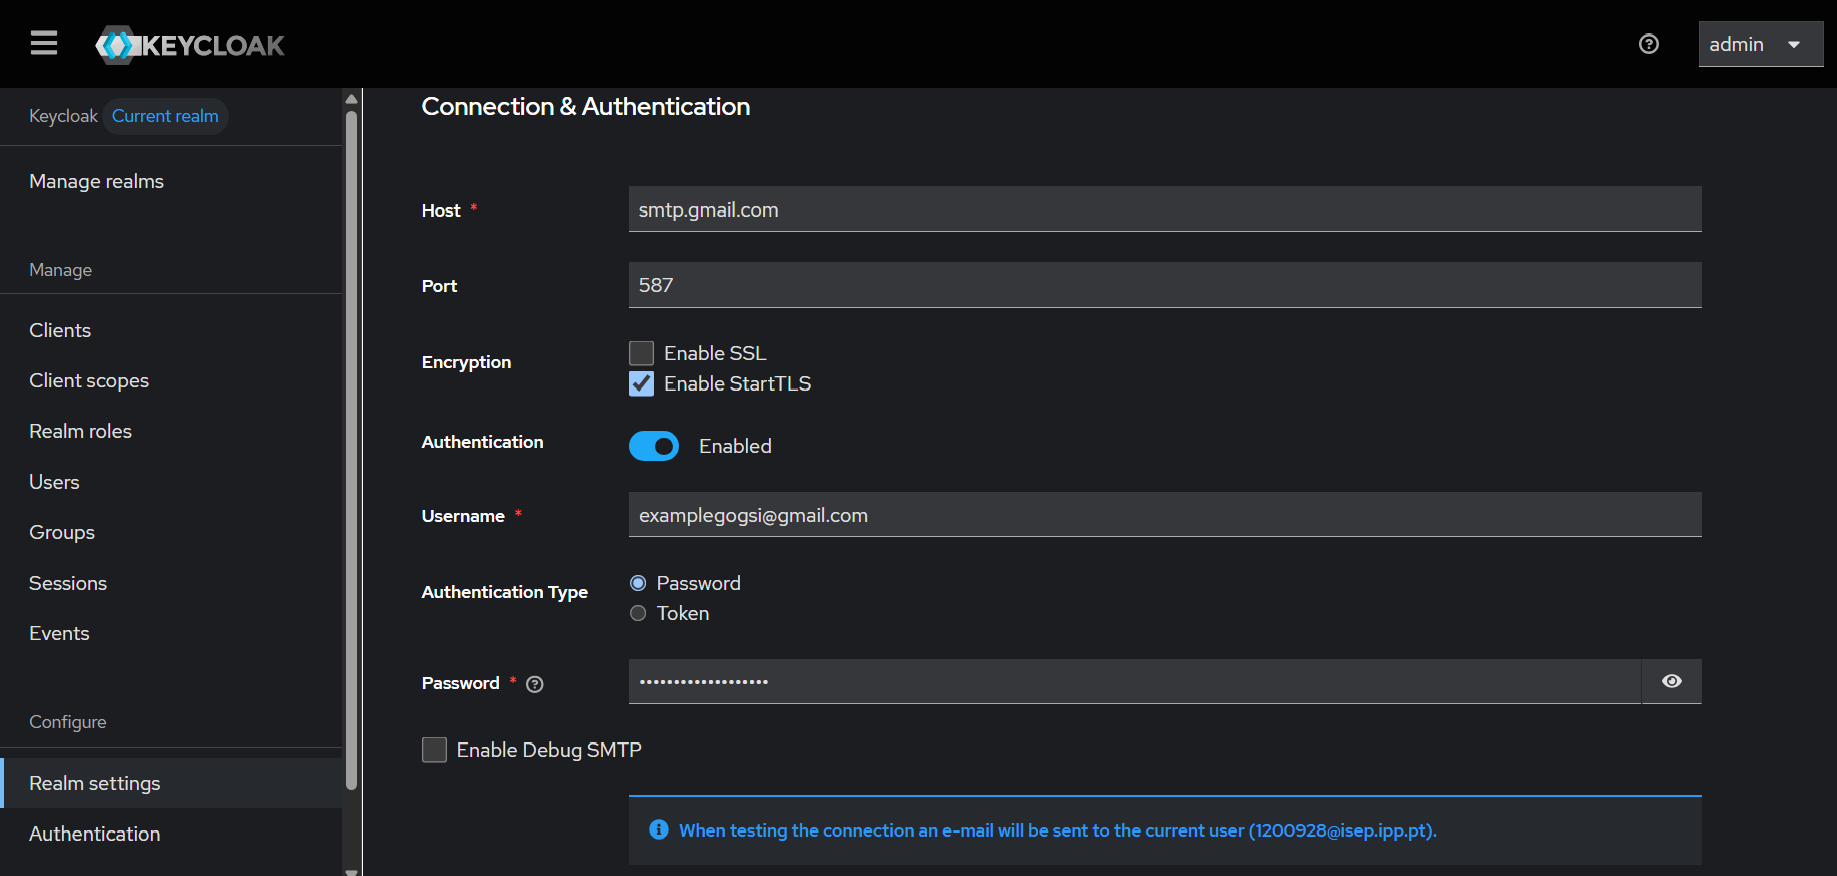 KEYCLOAK
admin
Keycloak Current realm
Manage realms
Manage
Clients
Client scopes
Realm roles
Users
Groups
Sessions
Events
Configure
Realm settings
Authentication
Connection & Authentication
Host *
smtp.gmail.com
Port
587
Encryption
Enable SSL
Enable StartTLS
Authentication
Enabled
Username *
examplegogsi@gmail.com
Authentication Type
Password
Token
Password *
•••••••••••••••••••
Enable Debug SMTP
When testing the connection an e-mail will be sent to the current user (1200928@isep.ipp.pt).